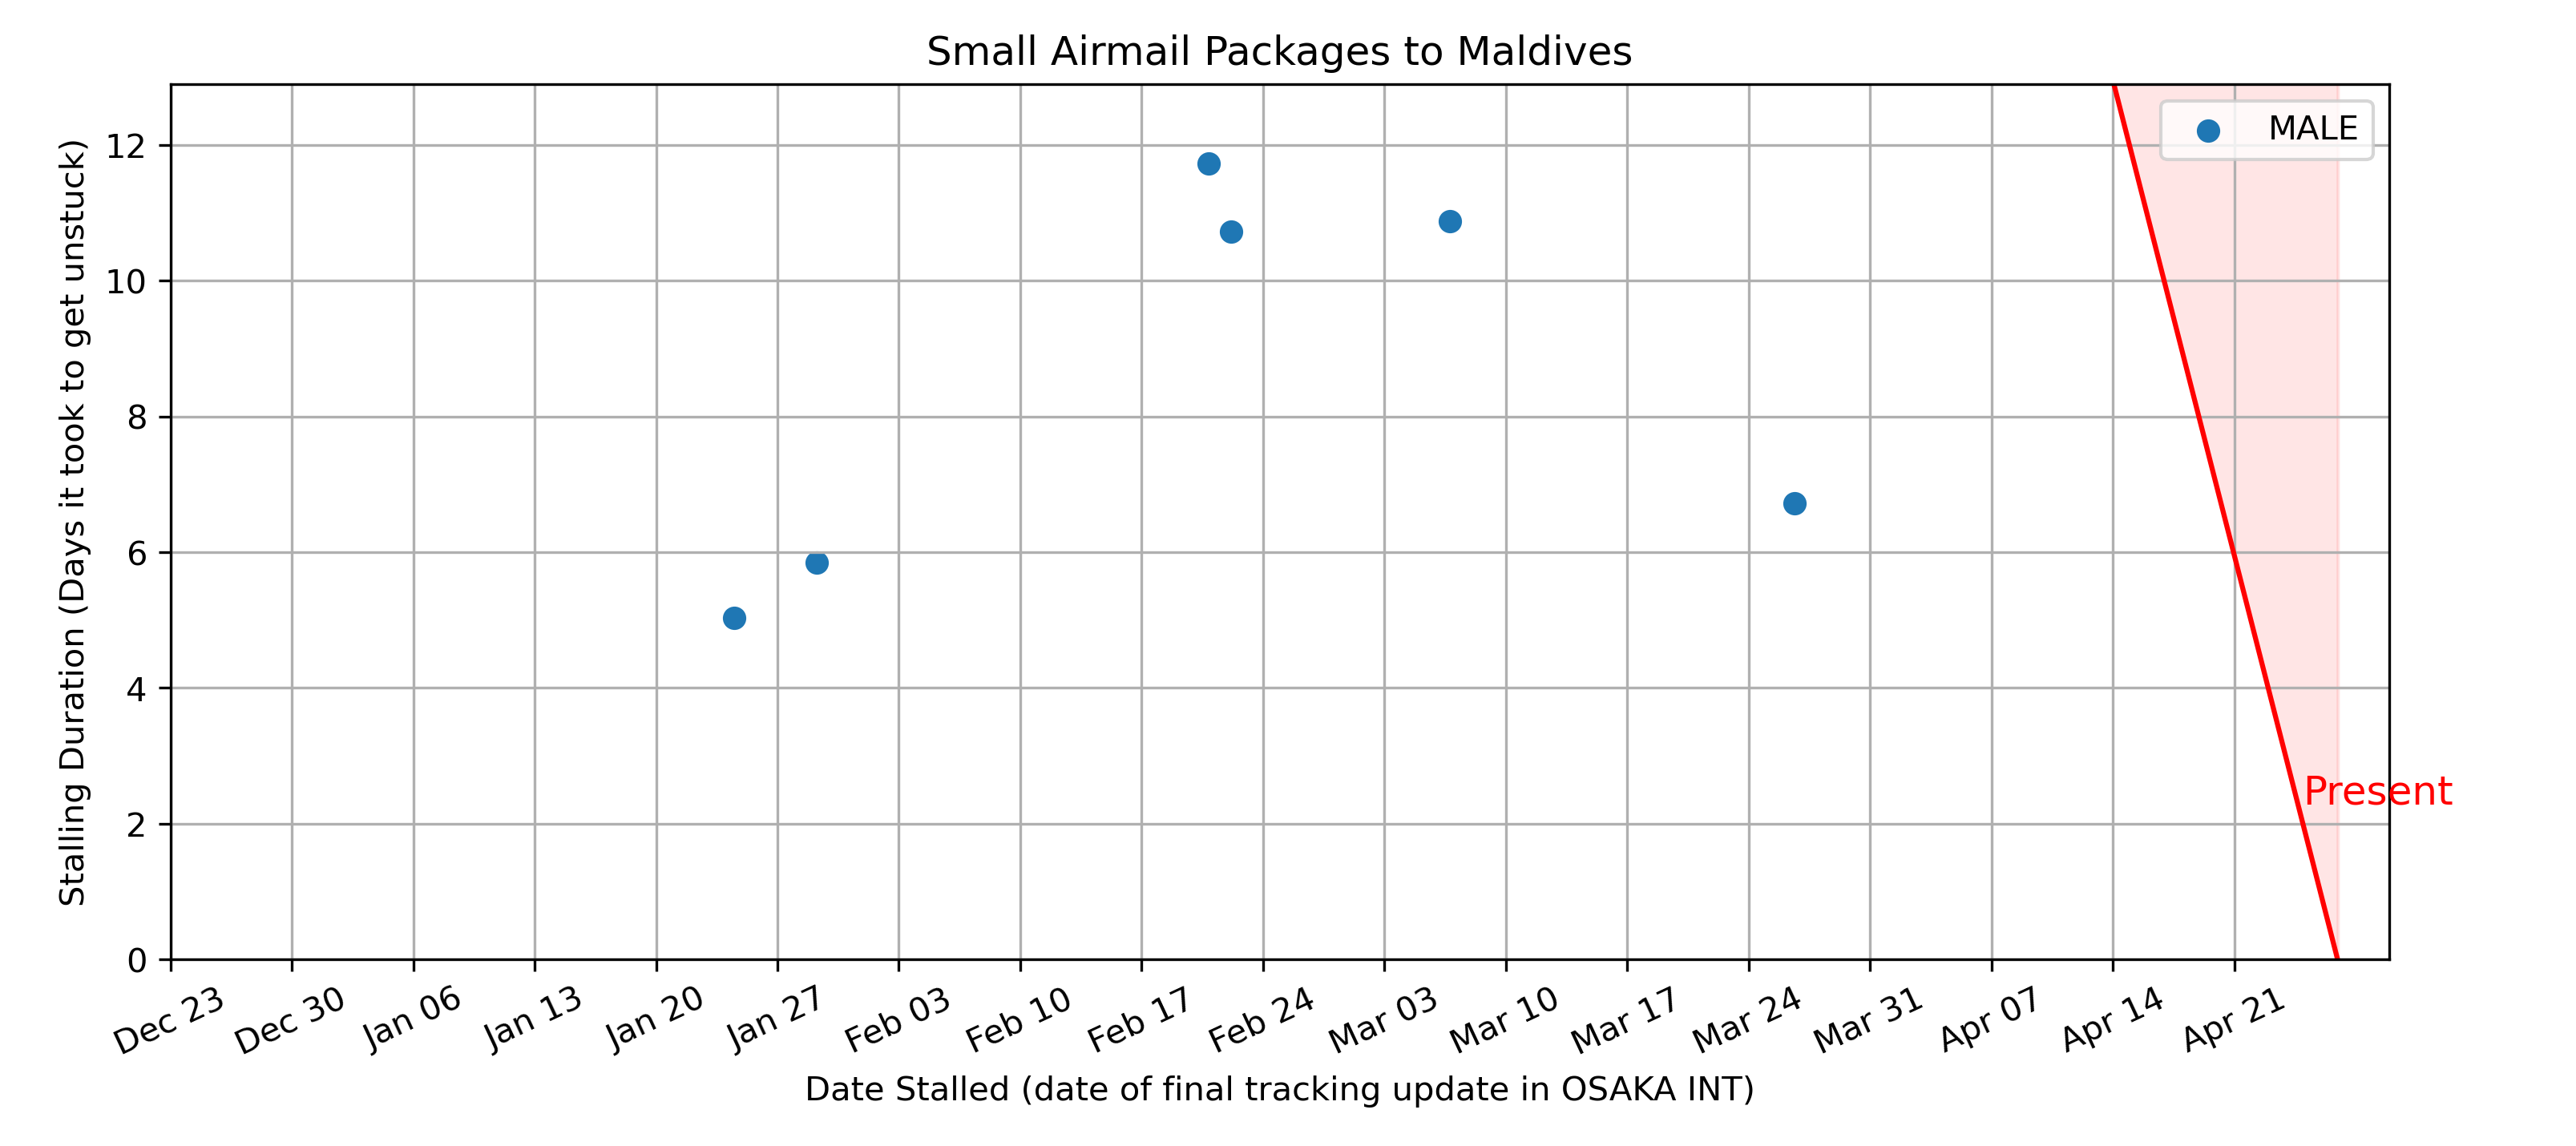 Small Airmail Packages to Maldives
MALE
Stalling Duration (Days it took to get unstuck)
12
10
8
6
4
2
0
Present
Dec 23
Dec 30
Jan 06
Jan 13
Jan 20
Jan 27
Feb 03
Feb 10
Feb 17
Feb 24
Mar 03
Mar 10
Mar 17
Mar 24
Mar 31
Apr 07
Apr 14
Apr 21
Date Stalled (date of final tracking update in OSAKA INT)